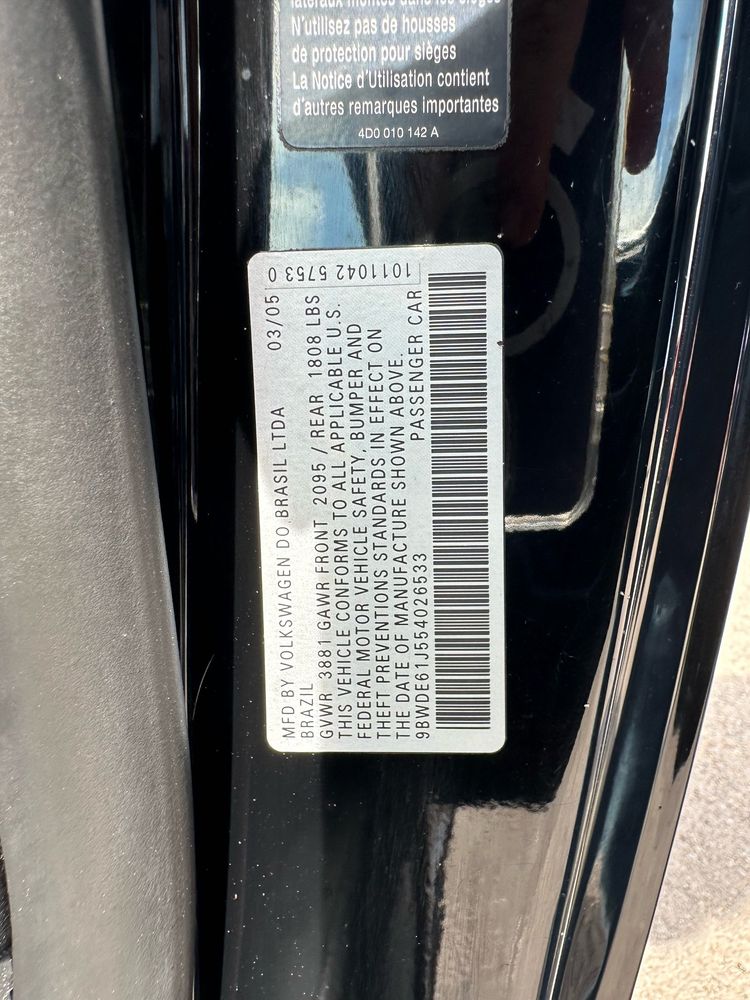 N'utilisez pas de housses
de protection pour sièges
La Notice d'Utilisation contient
d'autres remarques importantes
4D0 010 142 A
1011042 5753 0
MFD BY VOLKSWAGEN DO BRASIL LTDA 03/05
BRAZIL
GVWR 3881 GAWR FRONT 2095 / REAR 1808 LBS
THIS VEHICLE CONFORMS TO ALL APPLICABLE U.S.
FEDERAL MOTOR VEHICLE SAFETY, BUMPER AND
THEFT PREVENTIONS STANDARDS IN EFFECT ON
THE DATE OF MANUFACTURE SHOWN ABOVE.
9BWDE61J554026533 PASSENGER CAR